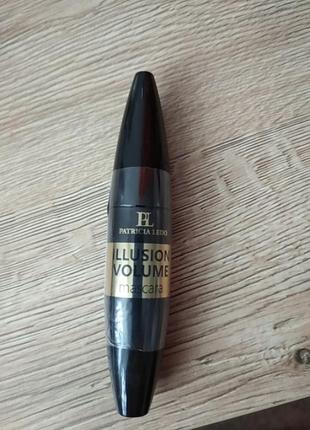 PL
PATRICIA LEDO
ILLUSION
VOLUME
mascara